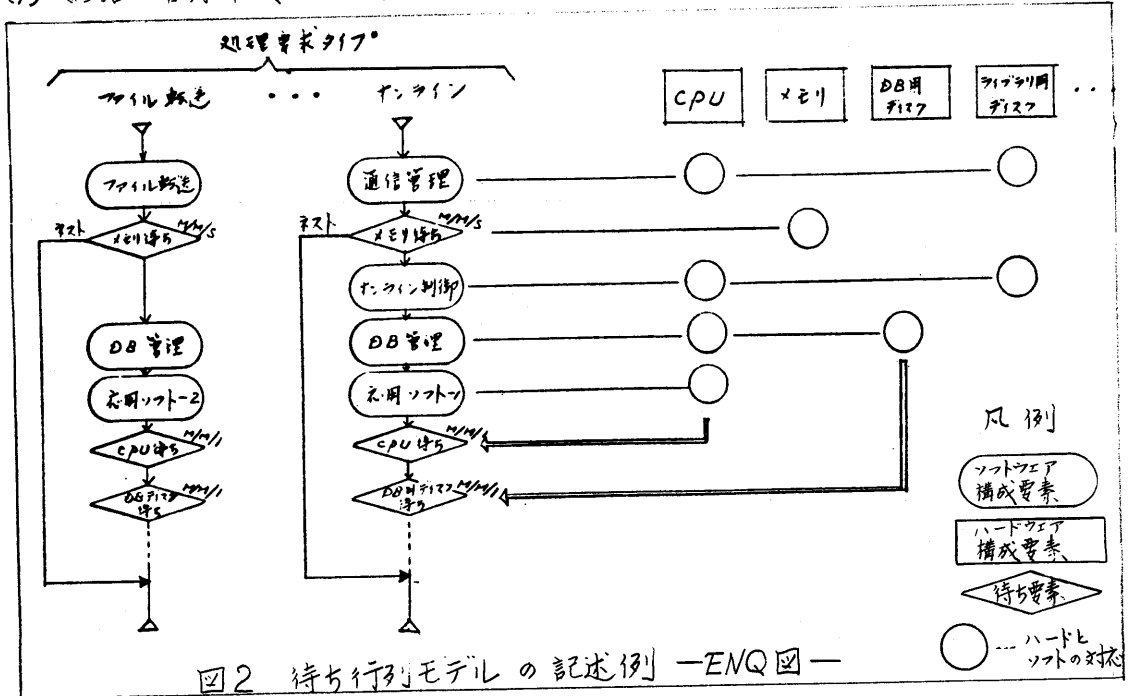 処理要求タイプ
ファイル転送 ・・・ オンライン
CPU
メモリ
DB用
ディスク
ライブラリ用
ディスク
・・・
ファイル転送
通信管理
ネスト
メモリ待ち
M/M/S
ネスト
メモリ待ち
M/M/S
オンライン制御
DB管理
DB管理
応用ソフト-2
応用ソフト-1
CPU待ち
M/M/1
CPU待ち
M/M/1
DBディスク
待ち
M/M/1
DB用ディスク
待ち
M/M/1
凡例
ソフトウェア
構成要素
ハードウェア
構成要素
待ち要素
・・・ハードと
ソフトの対応
図2 待ち行列モデルの記述例 —ENQ図—